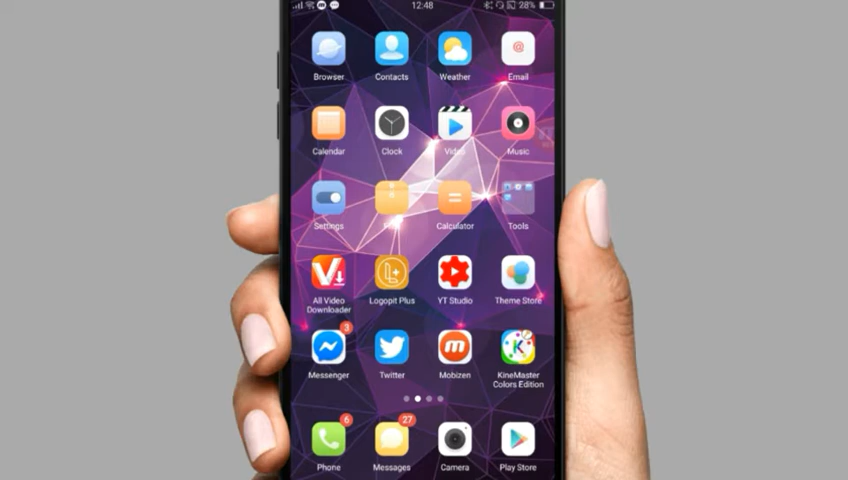 12:48
28%
Browser
Contacts
Weather
Email
Calendar
Clock
Video
Music
Settings
Calculator
Tools
All Video
Downloader
Logopit Plus
YT Studio
Theme Store
3
Messenger
Twitter
Mobizen
KineMaster
Colors Edition
6
27
Phone
Messages
Camera
Play Store